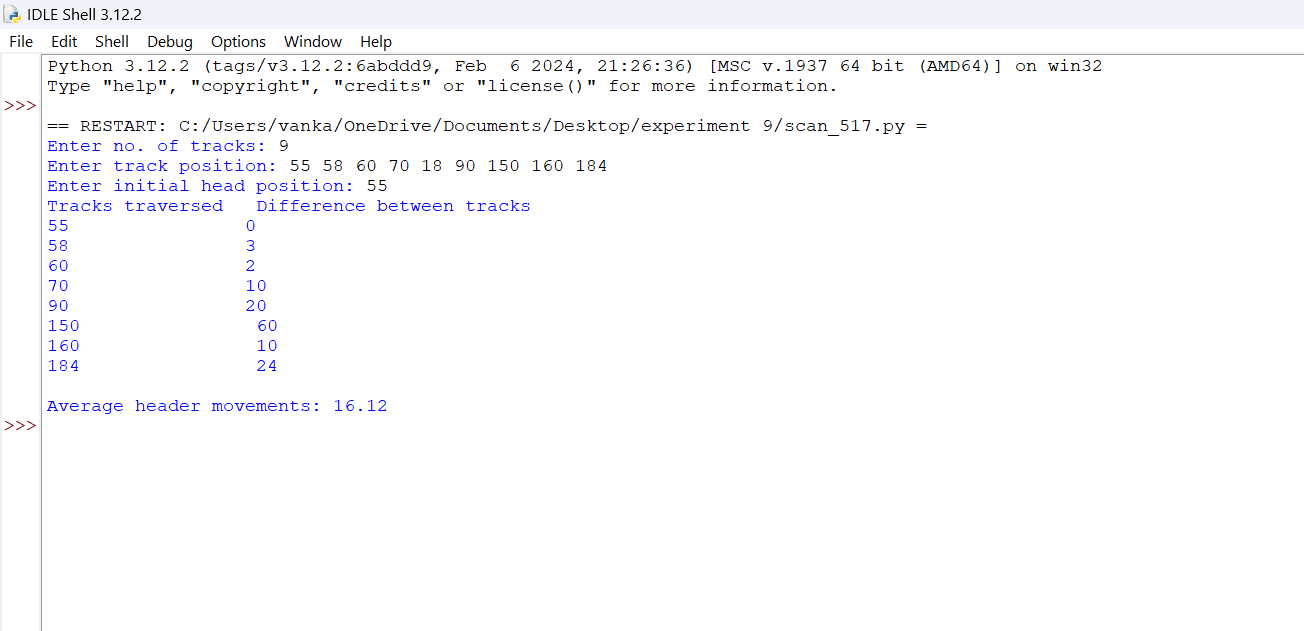 IDLE Shell 3.12.2
File Edit Shell Debug Options Window Help
Python 3.12.2 (tags/v3.12.2:6abddd9, Feb  6 2024, 21:26:36) [MSC v.1937 64 bit (AMD64)] on win32
Type "help", "copyright", "credits" or "license()" for more information.
>>>
== RESTART: C:/Users/vanka/OneDrive/Documents/Desktop/experiment 9/scan_517.py =
Enter no. of tracks: 9
Enter track position: 55 58 60 70 18 90 150 160 184
Enter initial head position: 55
Tracks traversed   Difference between tracks
55                0
58                3
60                2
70                10
90                20
150                60
160                10
184                24
Average header movements: 16.12
>>>